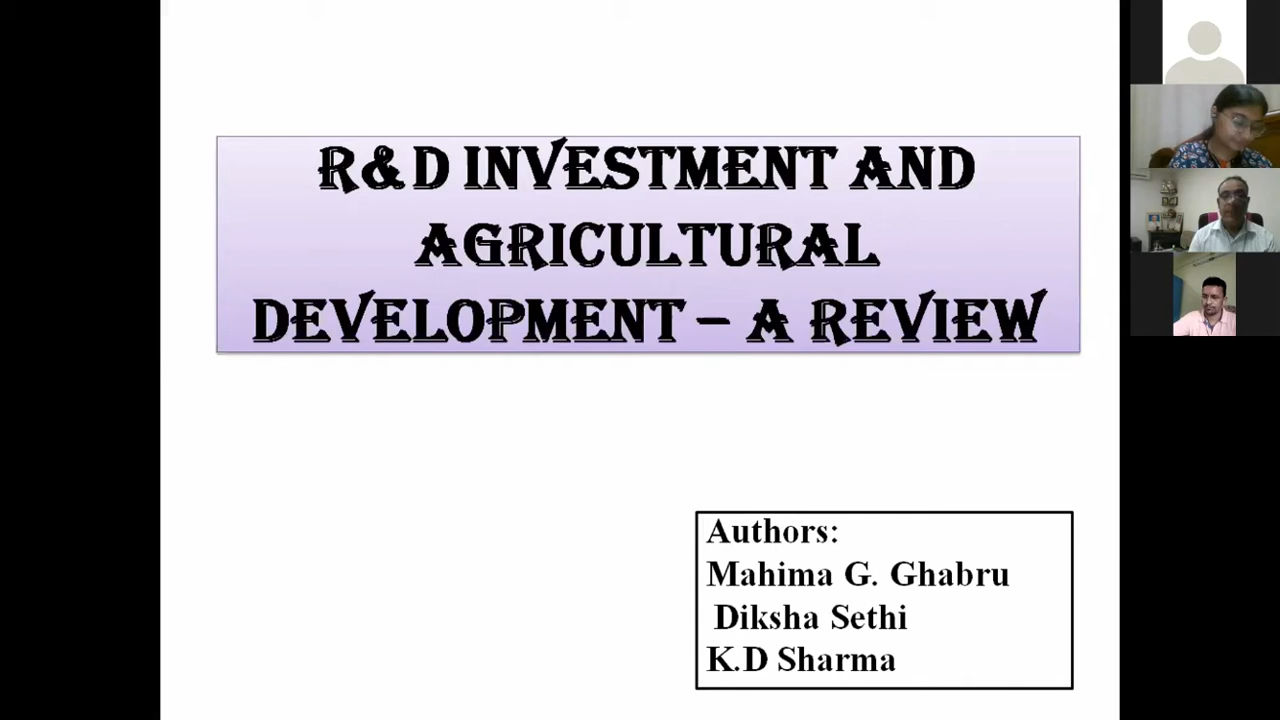 R&D INVESTMENT AND
AGRICULTURAL
DEVELOPMENT – A REVIEW
Authors:
Mahima G. Ghabru
Diksha Sethi
K.D Sharma